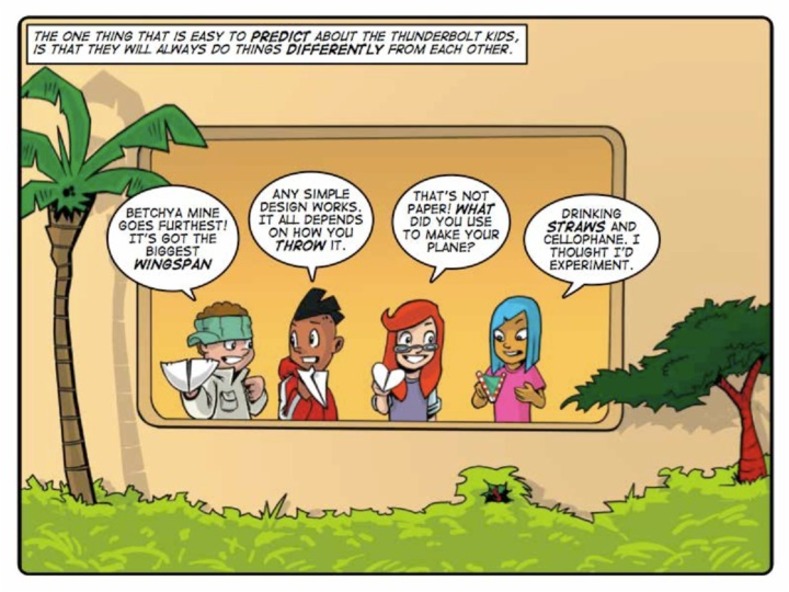 THE ONE THING THAT IS EASY TO PREDICT ABOUT THE THUNDERBOLT KIDS,
IS THAT THEY WILL ALWAYS DO THINGS DIFFERENTLY FROM EACH OTHER.
BETCHYA MINE
GOES FURTHEST!
IT'S GOT THE
BIGGEST
WINGSPAN
ANY SIMPLE
DESIGN WORKS.
IT ALL DEPENDS
ON HOW YOU
THROW IT.
THAT'S NOT
PAPER! WHAT
DID YOU USE
TO MAKE YOUR
PLANE?
DRINKING
STRAWS AND
CELLOPHANE. I
THOUGHT I'D
EXPERIMENT.